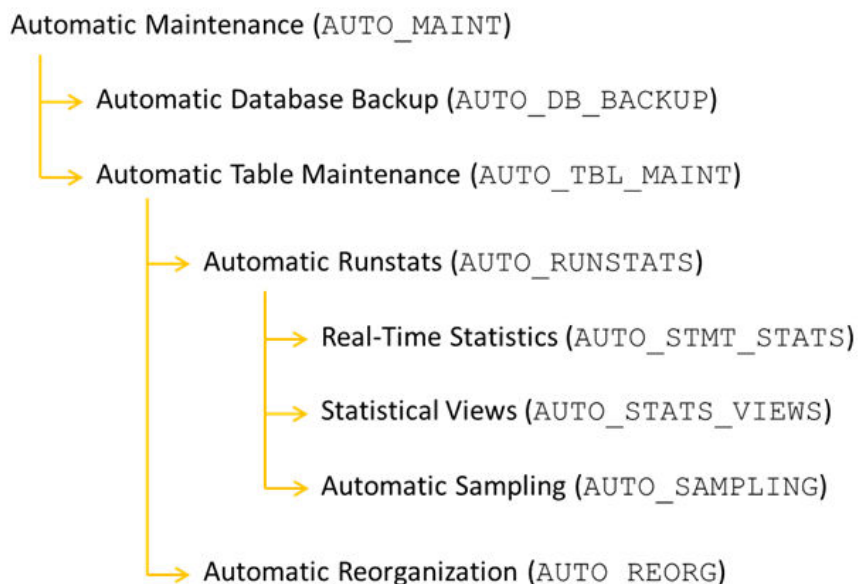 Automatic Maintenance (AUTO_MAINT)
Automatic Database Backup (AUTO_DB_BACKUP)
Automatic Table Maintenance (AUTO_TBL_MAINT)
Automatic Runstats (AUTO_RUNSTATS)
Real-Time Statistics (AUTO_STMT_STATS)
Statistical Views (AUTO_STATS_VIEWS)
Automatic Sampling (AUTO_SAMPLING)
Automatic Reorganization (AUTO_REORG)